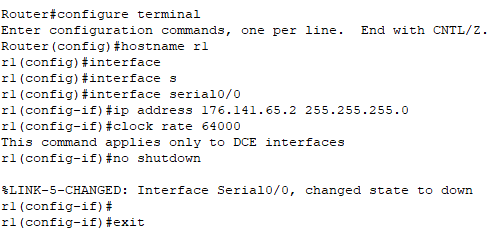 Router#configure terminal
Enter configuration commands, one per line.  End with CNTL/Z.
Router(config)#hostname r1
r1(config)#interface
r1(config)#interface s
r1(config)#interface serial0/0
r1(config-if)#ip address 176.141.65.2 255.255.255.0
r1(config-if)#clock rate 64000
This command applies only to DCE interfaces
r1(config-if)#no shutdown
%LINK-5-CHANGED: Interface Serial0/0, changed state to down
r1(config-if)#
r1(config-if)#exit